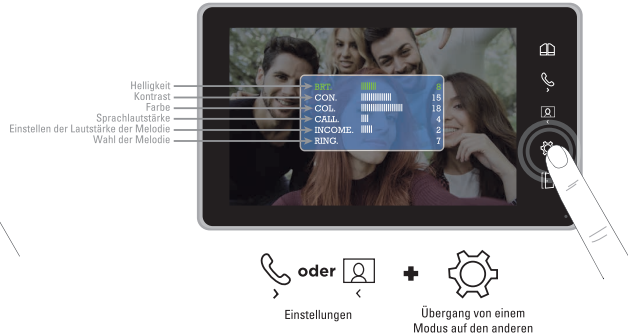 Helligkeit
Kontrast
Farbe
Sprachlautstärke
Einstellen der Lautstärke der Melodie
Wahl der Melodie
BRT. 8
CON. 15
COL. 18
CALL. 4
INCOME. 2
RING. 7
oder
Einstellungen
Übergang von einem
Modus auf den anderen